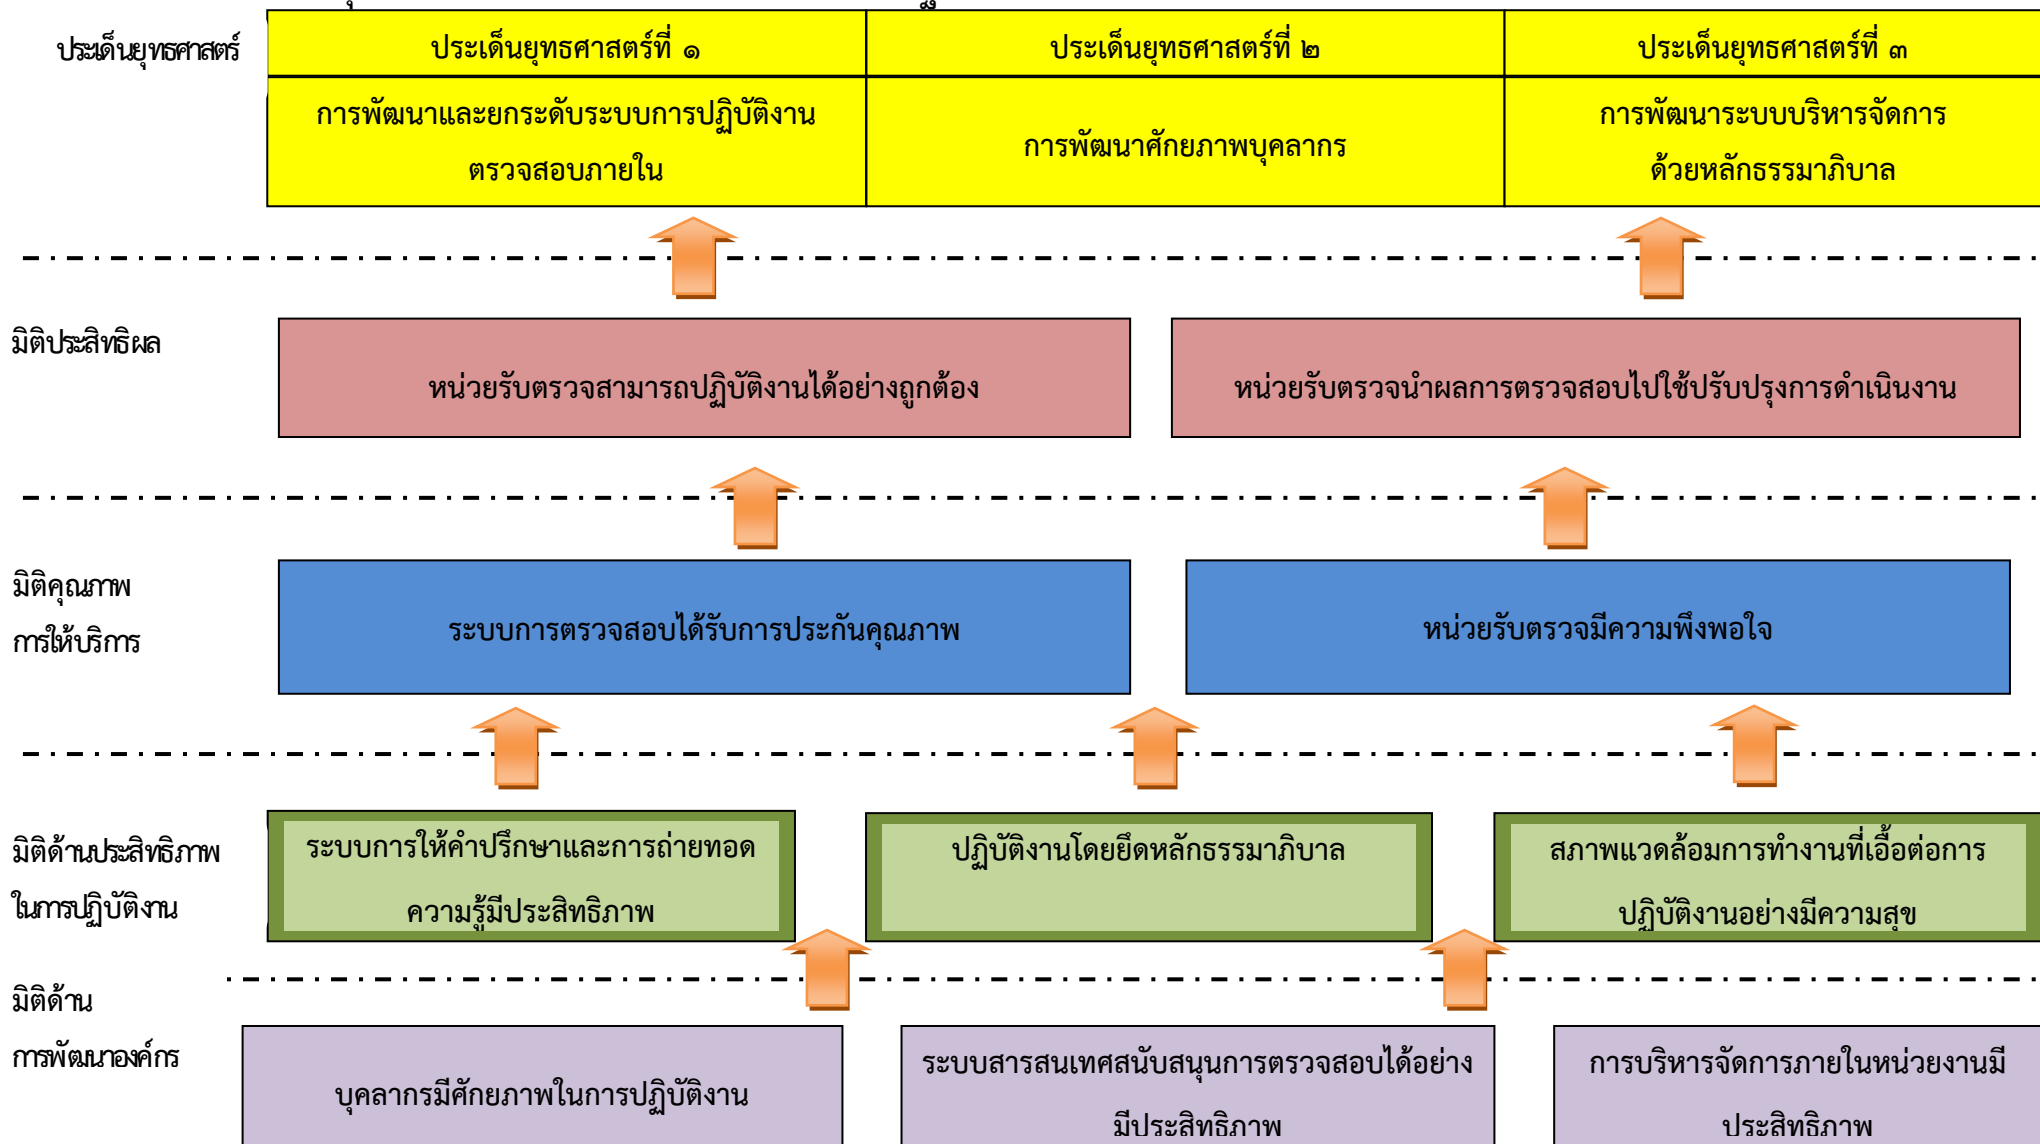 ประเด็นยุทธศาสตร์
ประเด็นยุทธศาสตร์ที่ ๑
ประเด็นยุทธศาสตร์ที่ ๒
ประเด็นยุทธศาสตร์ที่ ๓
การพัฒนาและยกระดับระบบการปฏิบัติงาน
ตรวจสอบภายใน
การพัฒนาศักยภาพบุคลากร
การพัฒนาระบบบริหารจัดการ
ด้วยหลักธรรมาภิบาล
มิติประสิทธิผล
หน่วยรับตรวจสามารถปฏิบัติงานได้อย่างถูกต้อง
หน่วยรับตรวจนำผลการตรวจสอบไปใช้ปรับปรุงการดำเนินงาน
มิติคุณภาพ
การให้บริการ
ระบบการตรวจสอบได้รับการประกันคุณภาพ
หน่วยรับตรวจมีความพึงพอใจ
มิติด้านประสิทธิภาพ
ในการปฏิบัติงาน
ระบบการให้คำปรึกษาและการถ่ายทอด
ความรู้มีประสิทธิภาพ
ปฏิบัติงานโดยยึดหลักธรรมาภิบาล
สภาพแวดล้อมการทำงานที่เอื้อต่อการ
ปฏิบัติงานอย่างมีความสุข
มิติด้าน
การพัฒนาองค์กร
บุคลากรมีศักยภาพในการปฏิบัติงาน
ระบบสารสนเทศสนับสนุนการตรวจสอบได้อย่าง
มีประสิทธิภาพ
การบริหารจัดการภายในหน่วยงานมี
ประสิทธิภาพ